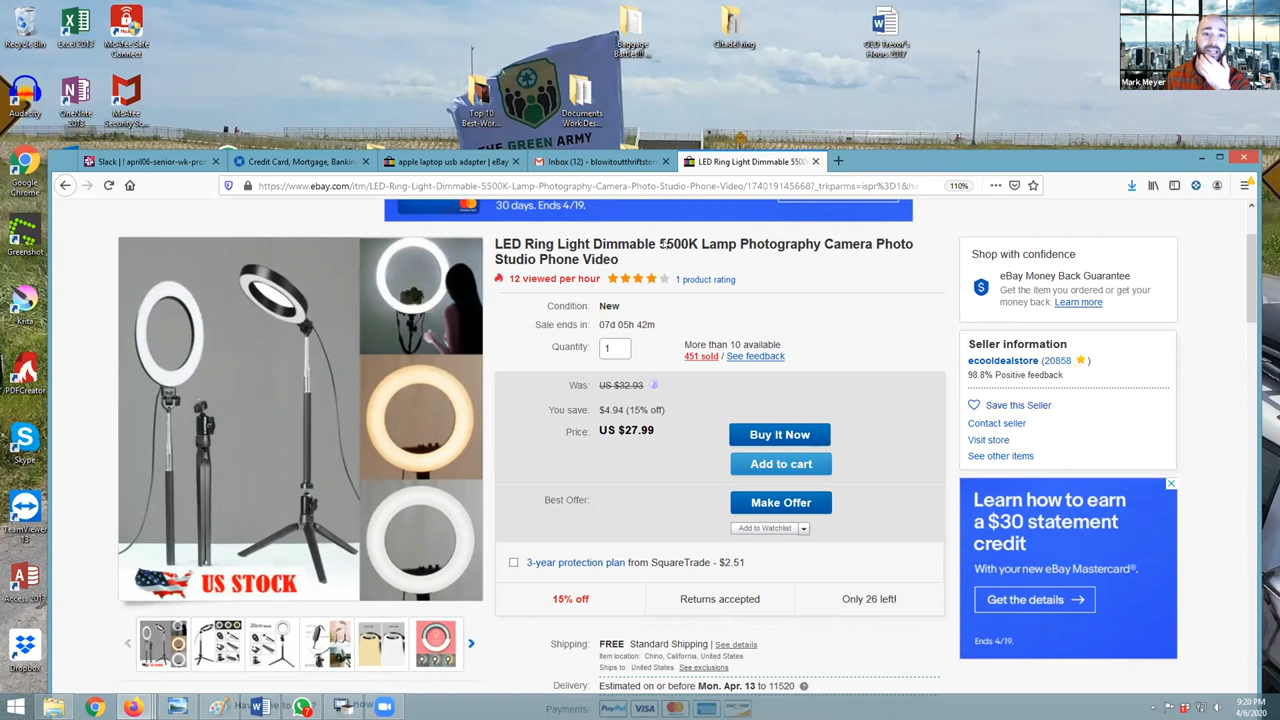 Recycle Bin
Excel 2013
McAfee Safe Connect
Baggage Battles!!! ...
Citadel ring
OLD Trevor's Hours 2017
Mark Meyer
Audacity
OneNote 2013
McAfee Security Sc...
Top 10 Best-Wor...
Documents Work Des...
THE GREEN ARMY
Slack | ! april06-senior-wk-pro
Credit Card, Mortgage, Bankin
apple laptop usb adapter | eBay
Inbox (12) - blowitoutthriftstor
LED Ring Light Dimmable 5500
https://www.ebay.com/itm/LED-Ring-Light-Dimmable-5500K-Lamp-Photography-Camera-Photo-Studio-Phone-Video/174019145668?_trkparms=ispr%3D1&ha
110%
Google Chrome
Greenshot
Krita
PDFCreator
Skype
TeamViewer 13
Access 2013
Dropbox
30 days. Ends 4/19.
LED Ring Light Dimmable 5500K Lamp Photography Camera Photo
Studio Phone Video
12 viewed per hour
1 product rating
Condition: New
Sale ends in: 07d 05h 42m
Quantity: 1
More than 10 available
451 sold / See feedback
Was: US $32.93
You save: $4.94 (15% off)
Price: US $27.99
Buy It Now
Add to cart
Best Offer:
Make Offer
Add to Watchlist
3-year protection plan from SquareTrade - $2.51
15% off
Returns accepted
Only 26 left!
Shipping: FREE Standard Shipping | See details
Item location: Chino, California, United States
Ships to: United States See exclusions
Delivery: Estimated on or before Mon. Apr. 13 to 11520
Payments: PayPal VISA
DISCOVER
US STOCK
Shop with confidence
eBay Money Back Guarantee
Get the item you ordered or get your
money back. Learn more
Seller information
ecooldealstore (20858 )
98.8% Positive feedback
Save this Seller
Contact seller
Visit store
See other items
Learn how to earn
a $30 statement
credit
With your new eBay Mastercard®.
Get the details
Ends 4/19.
9:20 PM
4/6/2020